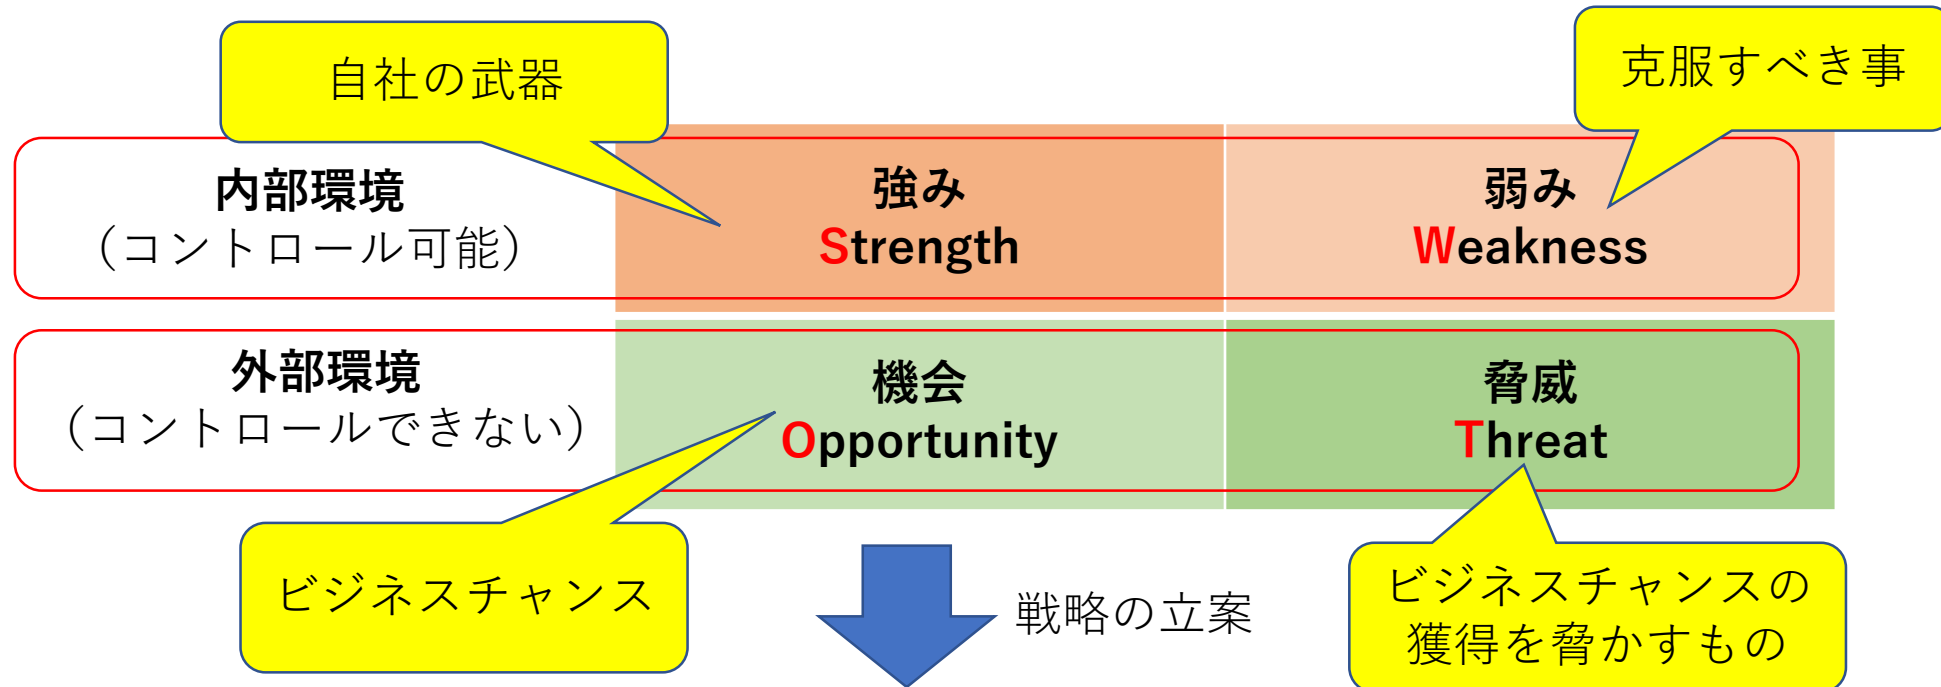 自社の武器
克服すべき事
内部環境
（コントロール可能）
強み
Strength
弱み
Weakness
外部環境
（コントロールできない）
機会
Opportunity
脅威
Threat
ビジネスチャンス
戦略の立案
ビジネスチャンスの
獲得を脅かすもの